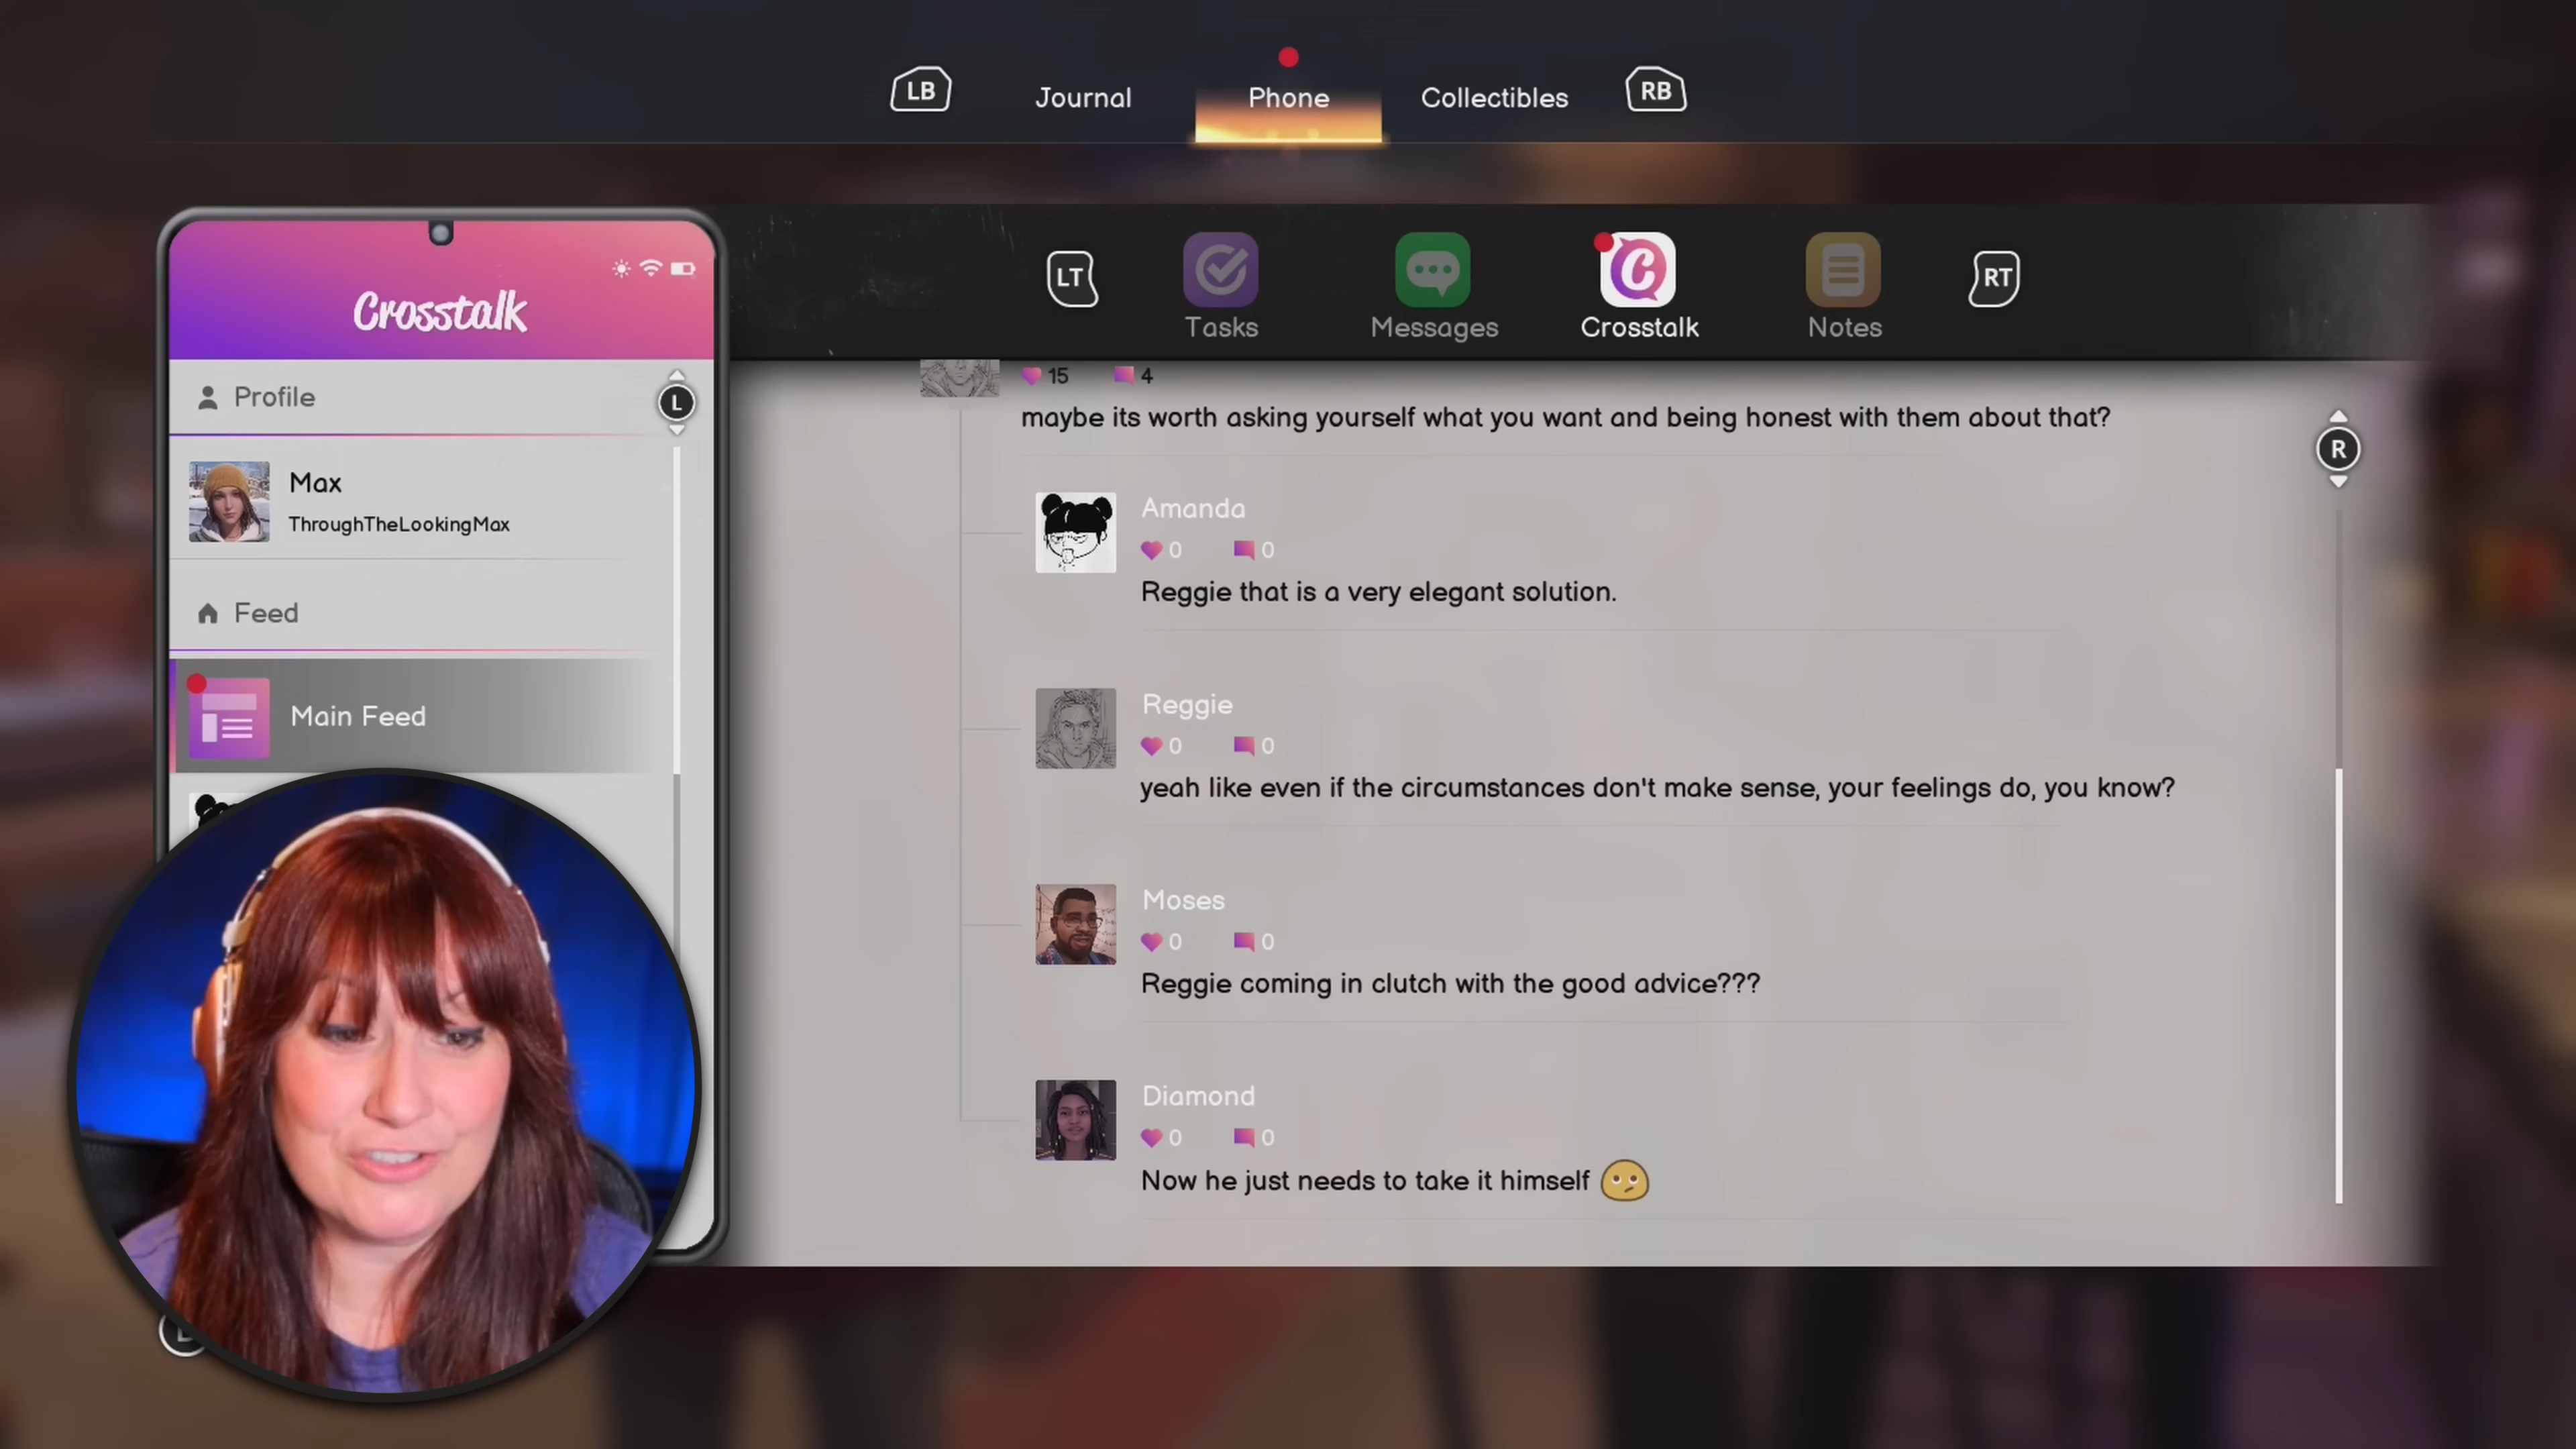 LB
Journal
Phone
Collectibles
RB
Crosstalk
Profile
L
Max
ThroughTheLookingMax
Feed
Main Feed
LT
Tasks
Messages
C
Crosstalk
Notes
RT
15 4
maybe its worth asking yourself what you want and being honest with them about that?
R
Amanda
0 0
Reggie that is a very elegant solution.
Reggie
0 0
yeah like even if the circumstances don't make sense, your feelings do, you know?
Moses
0 0
Reggie coming in clutch with the good advice???
Diamond
0 0
Now he just needs to take it himself